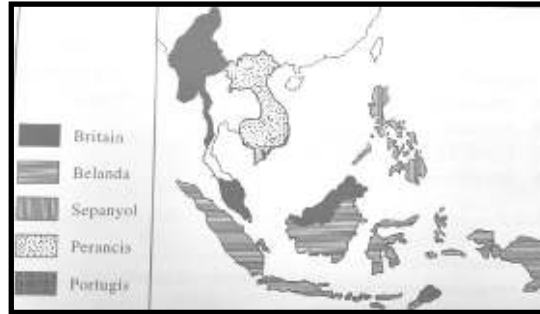 Britain
Belanda
Sepanyol
Perancis
Portugis